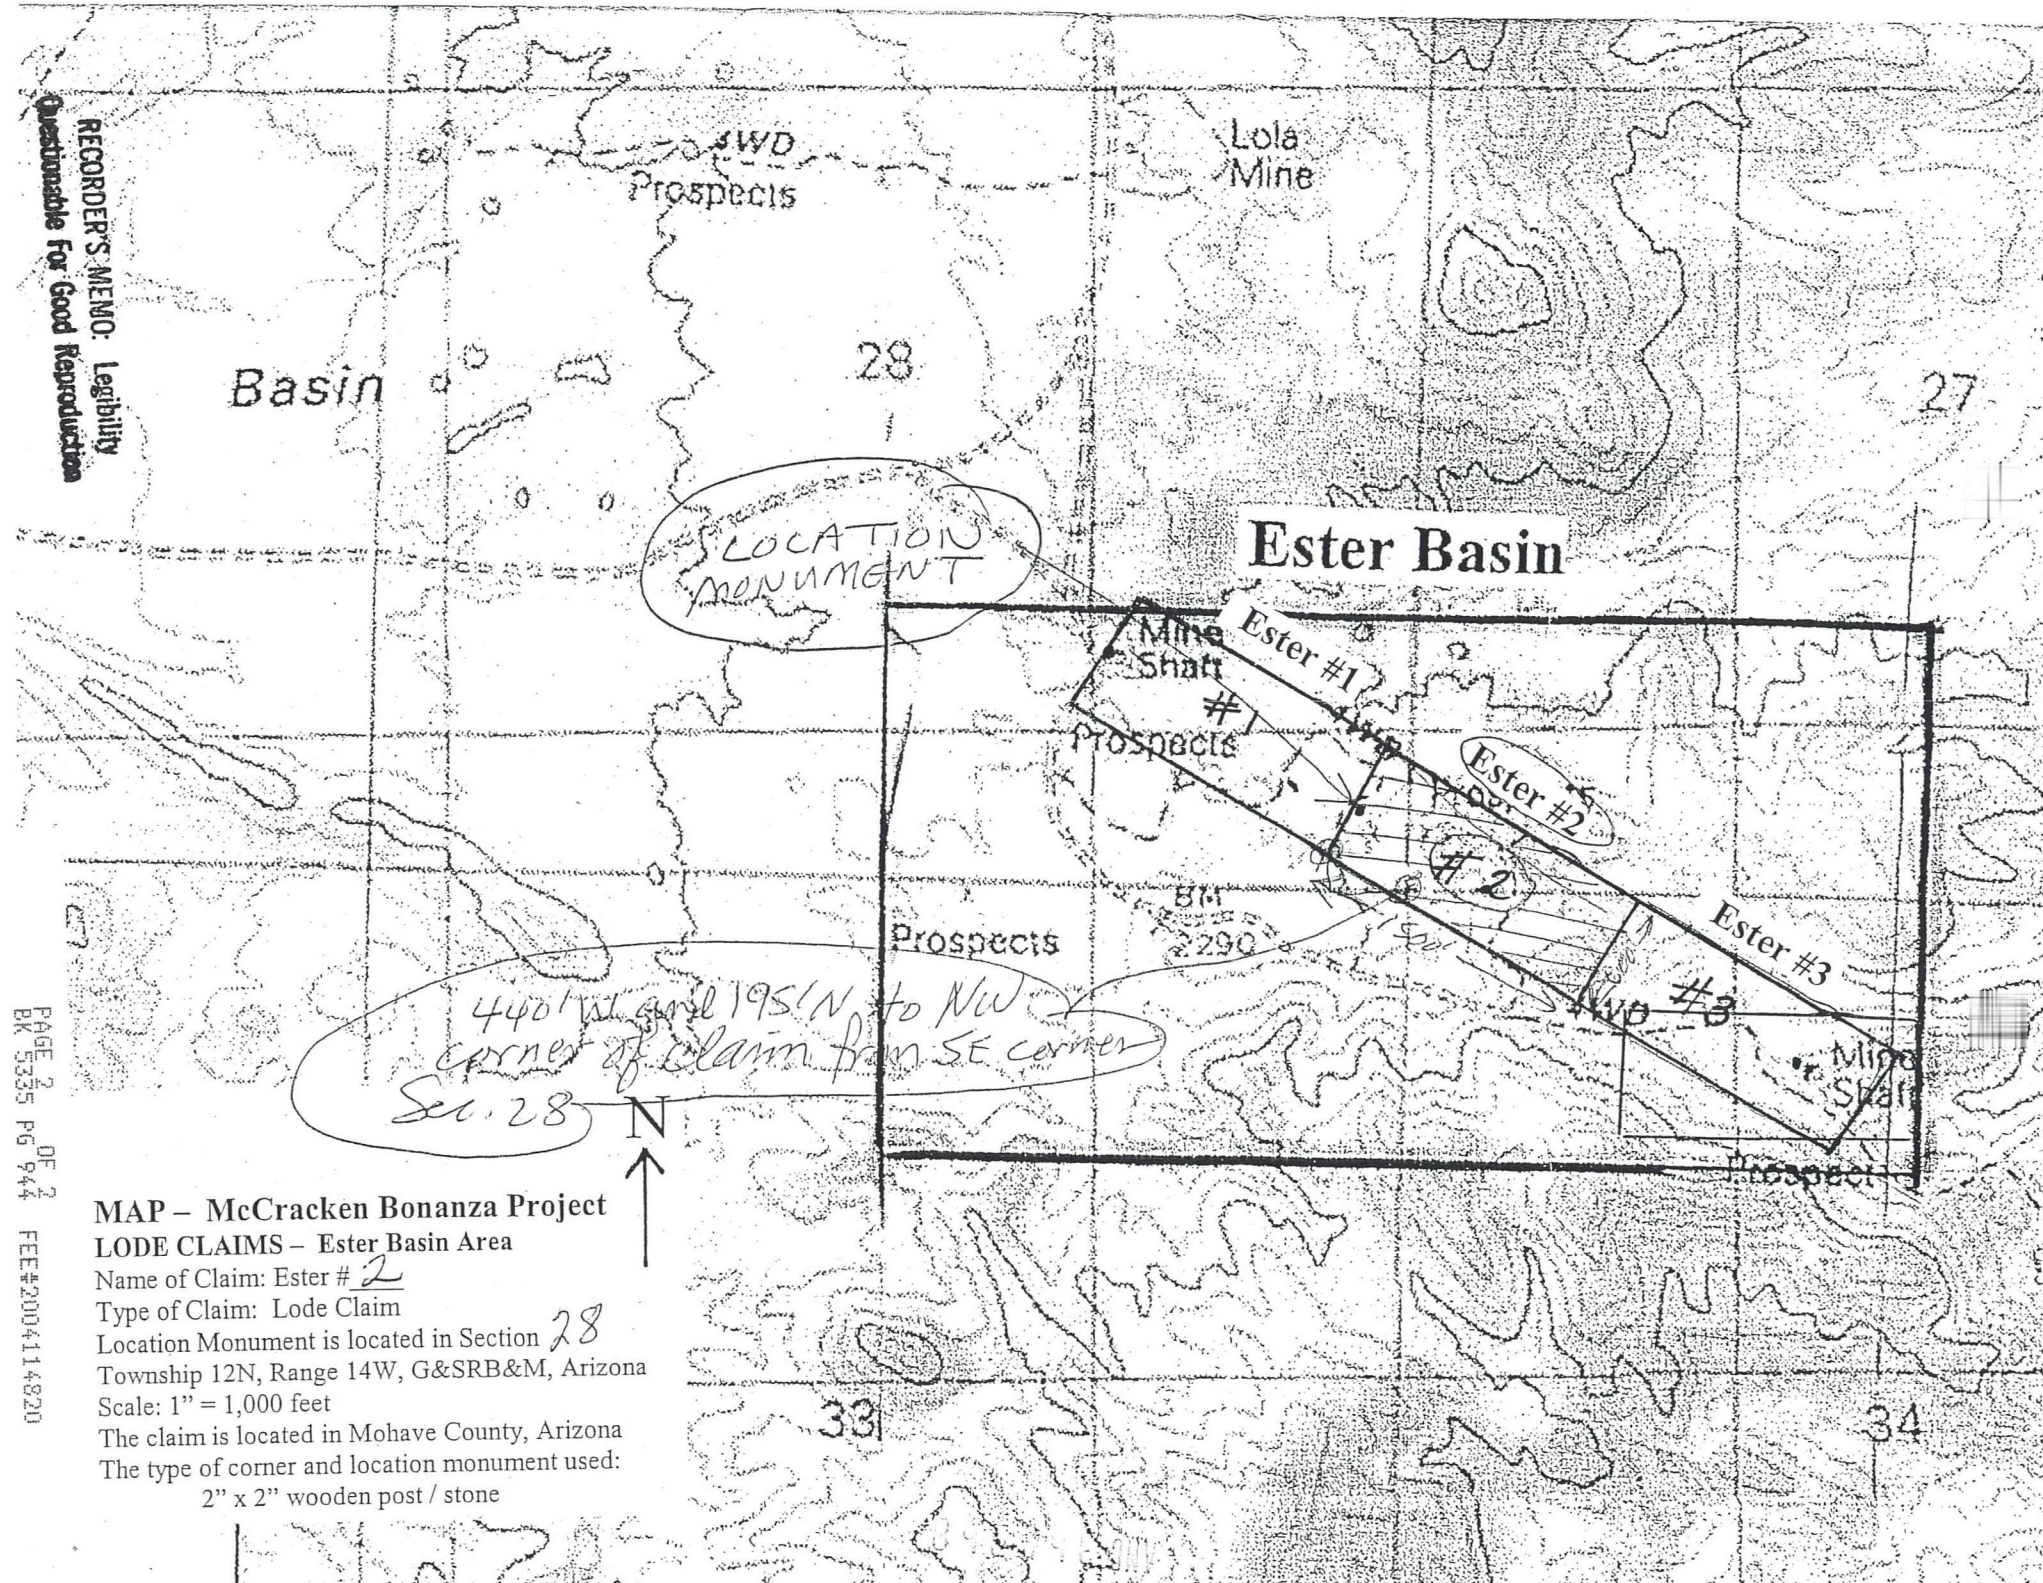 RECORDER'S MEMO: Legibility
Questionable For Good Reproduction
4WD
Prospects
Lola
Mine
Basin
28
27
LOCATION
MONUMENT
Ester Basin
Mine
Shaft
Ester #1
#1
Prospects
Ester #2
# 2
BM
2290
Prospects
500'
Ester #3
#3
Mine
Shaft
Prospect
440' W and 195' N to NW
corner of claim from SE corner
Sec. 28
N
MAP – McCracken Bonanza Project
LODE CLAIMS – Ester Basin Area
Name of Claim: Ester # 2
Type of Claim: Lode Claim
Location Monument is located in Section 28
Township 12N, Range 14W, G&SRB&M, Arizona
Scale: 1” = 1,000 feet
The claim is located in Mohave County, Arizona
The type of corner and location monument used:
2” x 2” wooden post / stone
33
34
PAGE 2 OF 2
BK 5335 PG 944 FEE#2004114820